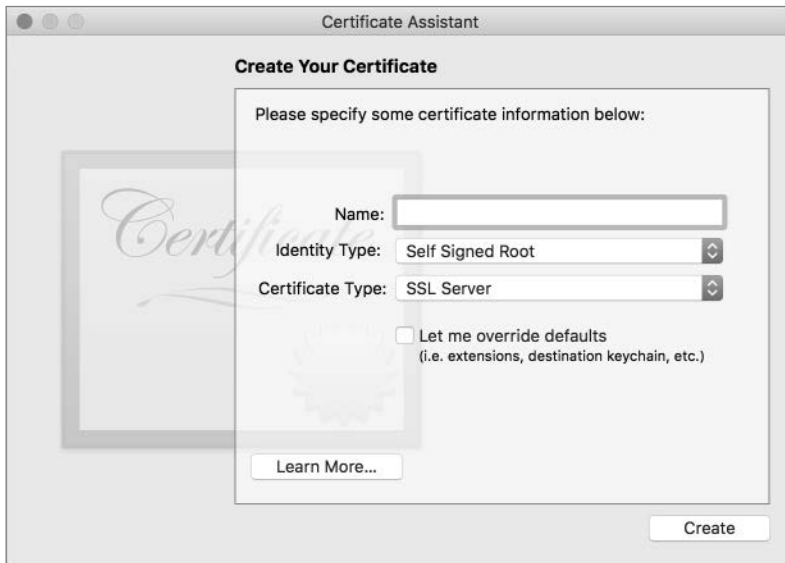 Certificate Assistant
Create Your Certificate
Please specify some certificate information below:
Certificate
Name:
Identity Type: Self Signed Root
Certificate Type: SSL Server
Let me override defaults
(i.e. extensions, destination keychain, etc.)
Learn More...
Create